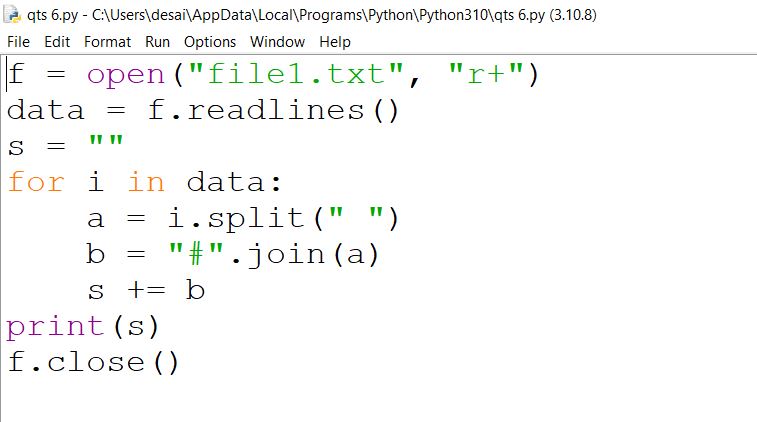 qts 6.py - C:\Users\desai\AppData\Local\Programs\Python\Python310\qts 6.py (3.10.8)
File Edit Format Run Options Window Help
f = open("file1.txt", "r+")
data = f.readlines()
s = ""
for i in data:
    a = i.split(" ")
    b = "#".join(a)
    s += b
print(s)
f.close()